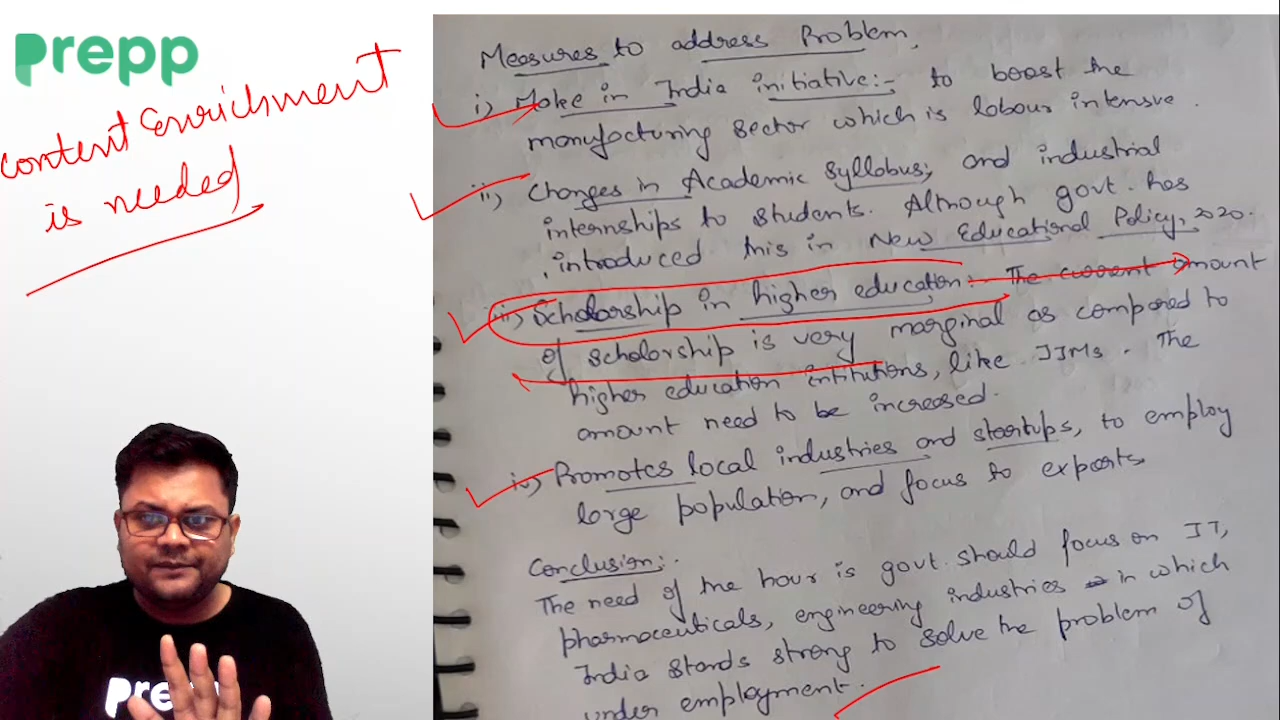 prepp
content Enrichment
is needed
Measures to address Problem.
i) Make in India initiative:- to boost the
manufacturing sector which is labour intensive.
ii) Changes in Academic syllabus; and industrial
internships to students. Although govt. has
introduced this in New Educational Policy, 2020.
iii) Scholarship in higher education:- The current amount
of scholarship is very marginal as compared to
higher education institutions, like IIMs. The
amount need to be increased.
iv) Promotes local industries and startups, to employ
large population, and focus to exports
Conclusion:.
The need of the hour is govt. should focus on IT,
pharmaceuticals, engineering industries in which
India stands strong to solve the problem of
under employment.
prepp